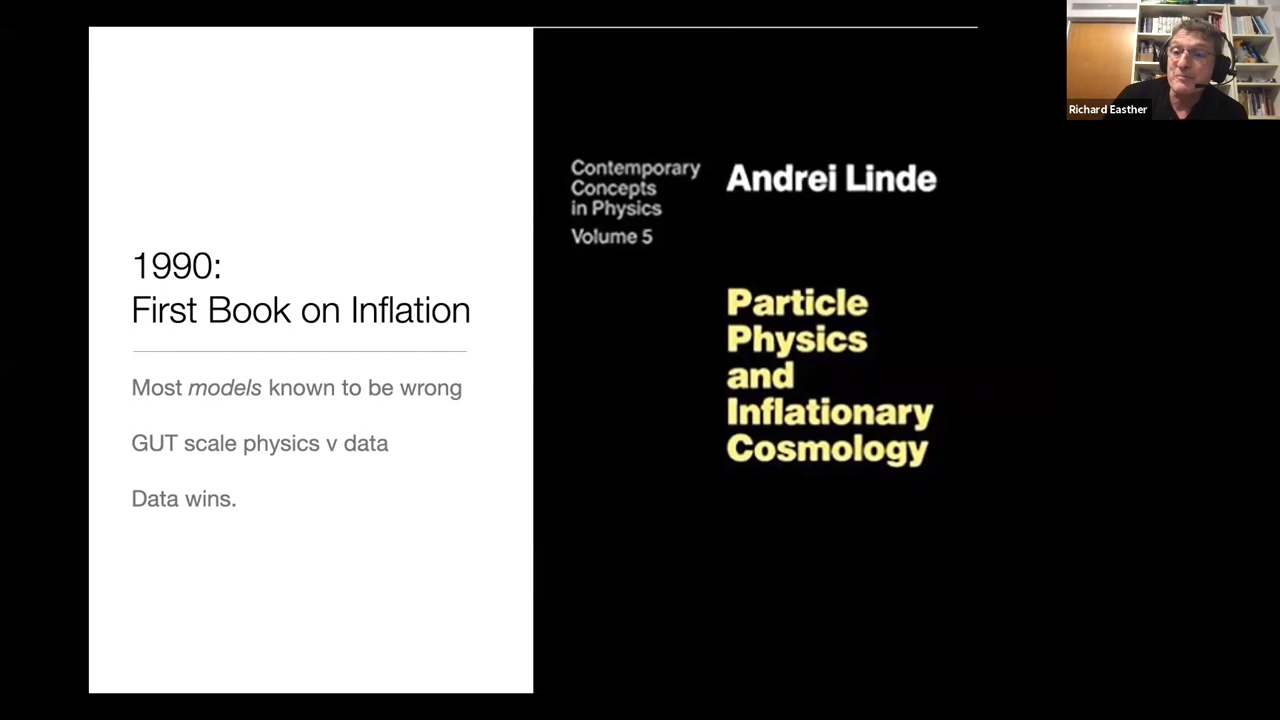 1990:
First Book on Inflation
Most models known to be wrong
GUT scale physics v data
Data wins.
Contemporary
Concepts
in Physics
Volume 5
Andrei Linde
Particle
Physics
and
Inflationary
Cosmology
Richard Easther